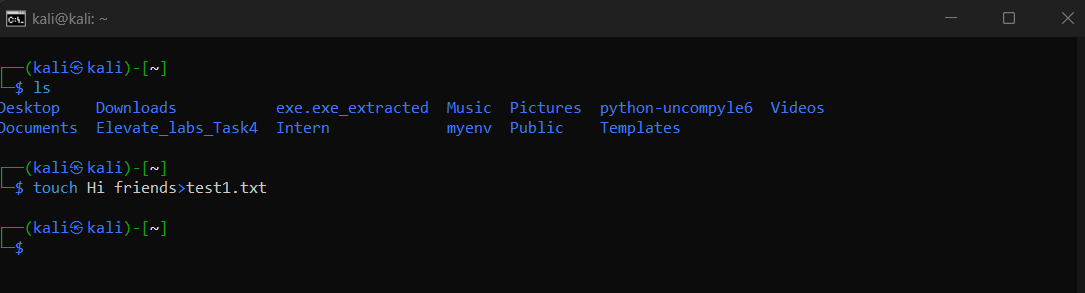 kali@kali: ~
┌──(kali㉿kali)-[~]
└─$ ls
Desktop    Downloads           exe.exe_extracted  Music  Pictures  python-uncompyle6  Videos
Documents  Elevate_labs_Task4  Intern             myenv  Public    Templates
┌──(kali㉿kali)-[~]
└─$ touch Hi friends>test1.txt
┌──(kali㉿kali)-[~]
└─$